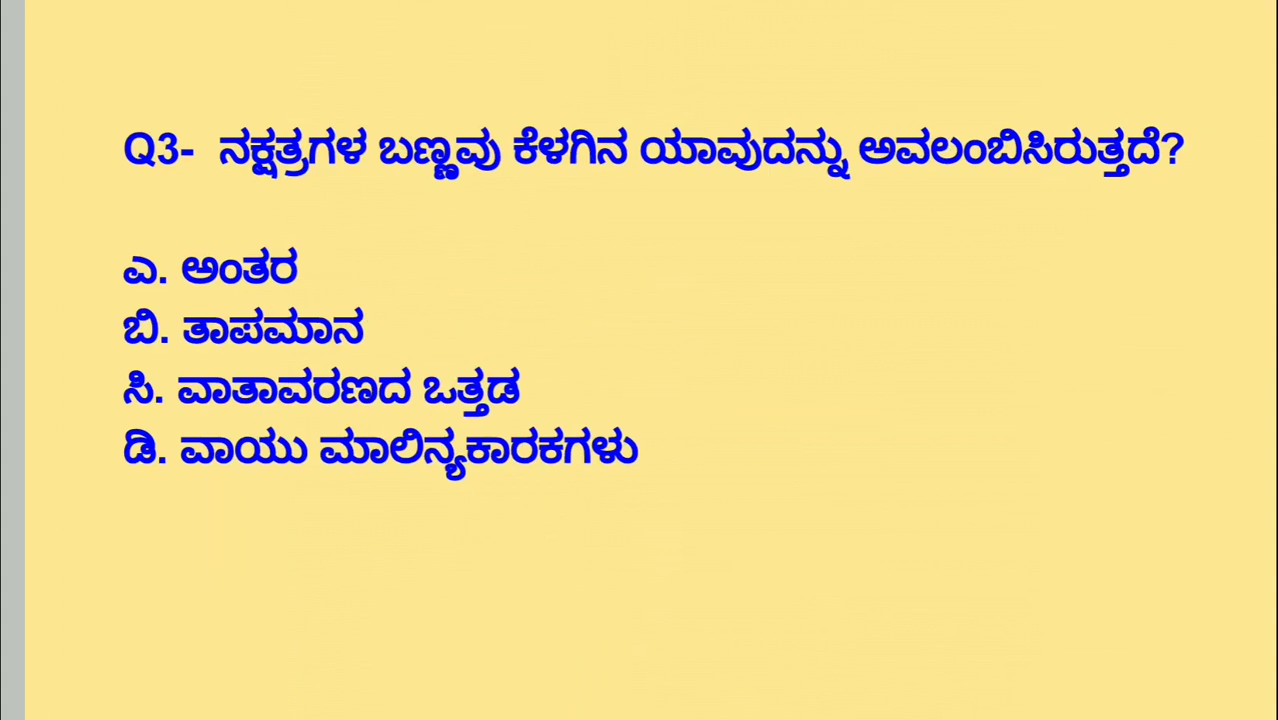 Q3- ನಕ್ಷತ್ರಗಳ ಬಣ್ಣವು ಕೆಳಗಿನ ಯಾವುದನ್ನು ಅವಲಂಬಿಸಿರುತ್ತದೆ?
ಎ. ಅಂತರ
ಬಿ. ತಾಪಮಾನ
ಸಿ. ವಾತಾವರಣದ ಒತ್ತಡ
ಡಿ. ವಾಯು ಮಾಲಿನ್ಯಕಾರಕಗಳು